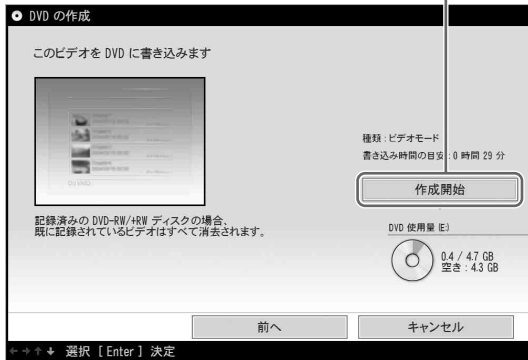 DVD の作成
このビデオを DVD に書き込みます
種類：ビデオモード
書き込み時間の目安：0 時間 29 分
作成開始
記録済みの DVD-RW/+RW ディスクの場合、
既に記録されているビデオはすべて消去されます。
DVD 使用量 (E:)
0.4 / 4.7 GB
空き：4.3 GB
前へ
キャンセル
←→↑↓ 選択 [Enter] 決定